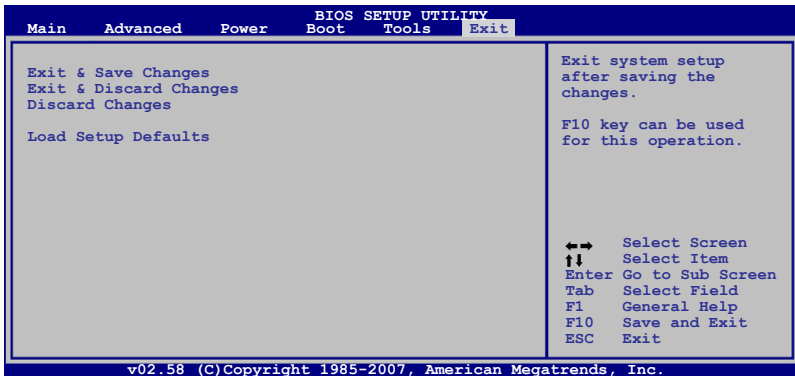 BIOS SETUP UTILITY
Main Advanced Power Boot Tools Exit
Exit & Save Changes
Exit & Discard Changes
Discard Changes
Load Setup Defaults
Exit system setup
after saving the
changes.
F10 key can be used
for this operation.
←→ Select Screen
↑↓ Select Item
Enter Go to Sub Screen
Tab Select Field
F1 General Help
F10 Save and Exit
ESC Exit
v02.58 (C)Copyright 1985-2007, American Megatrends, Inc.